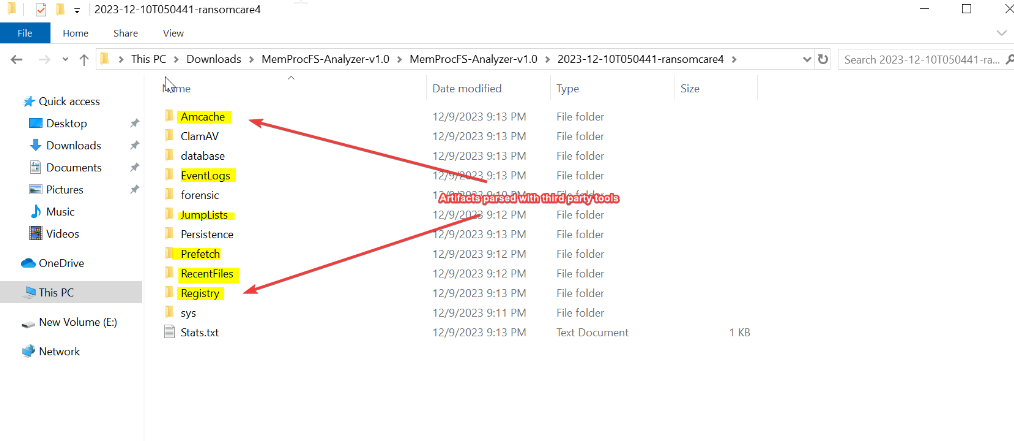 2023-12-10T050441-ransomcare4
File Home Share View
This PC Downloads MemProcFS-Analyzer-v1.0 MemProcFS-Analyzer-v1.0 2023-12-10T050441-ransomcare4
Search 2023-12-10T050441-ra...
Quick access
Desktop
Downloads
Documents
Pictures
Music
Videos
OneDrive
This PC
New Volume (E:)
Network
Name Date modified Type Size
Amcache 12/9/2023 9:13 PM File folder
ClamAV 12/9/2023 9:13 PM File folder
database 12/9/2023 9:13 PM File folder
EventLogs 12/9/2023 9:13 PM File folder
forensic File folder
Artifacts parsed with third party tools
JumpLists 12/9/2023 9:12 PM File folder
Persistence 12/9/2023 9:13 PM File folder
Prefetch 12/9/2023 9:12 PM File folder
RecentFiles 12/9/2023 9:12 PM File folder
Registry 12/9/2023 9:13 PM File folder
sys 12/9/2023 9:11 PM File folder
Stats.txt 12/9/2023 9:13 PM Text Document 1 KB